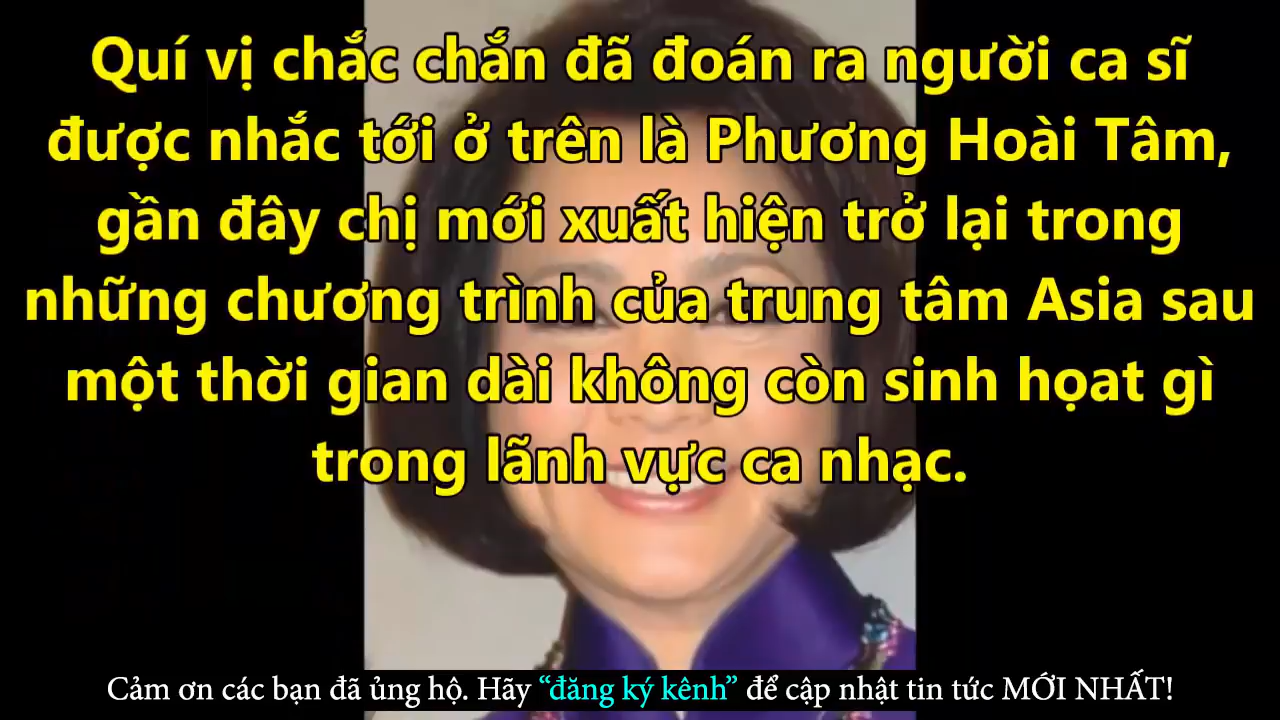 Quí vị chắc chắn đã đoán ra người ca sĩ
được nhắc tới ở trên là Phương Hoài Tâm,
gần đây chị mới xuất hiện trở lại trong
những chương trình của trung tâm Asia sau
một thời gian dài không còn sinh họat gì
trong lãnh vực ca nhạc.
Cảm ơn các bạn đã ủng hộ. Hãy “đăng ký kênh” để cập nhật tin tức MỚI NHẤT!